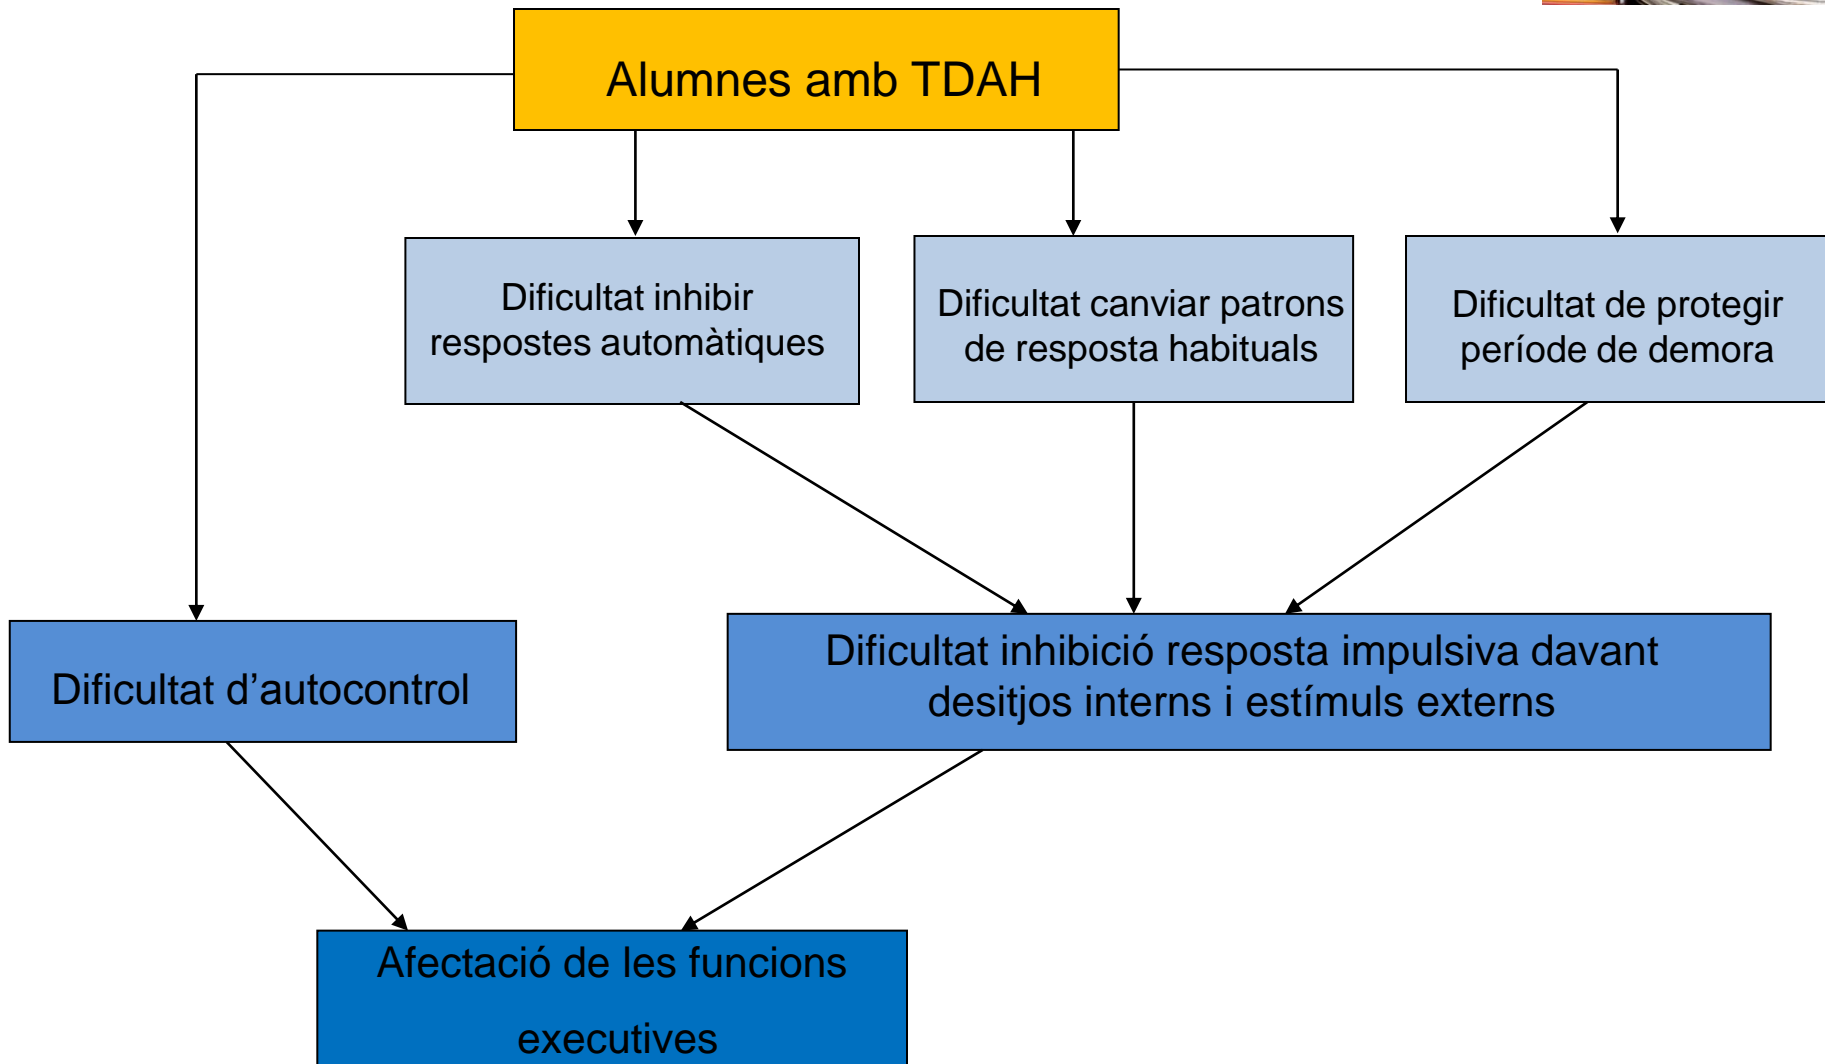 Alumnes amb TDAH
Dificultat inhibir
respostes automàtiques
Dificultat canviar patrons
de resposta habituals
Dificultat de protegir
període de demora
Dificultat d’autocontrol
Dificultat inhibició resposta impulsiva davant
desitjos interns i estímuls externs
Afectació de les funcions
executives